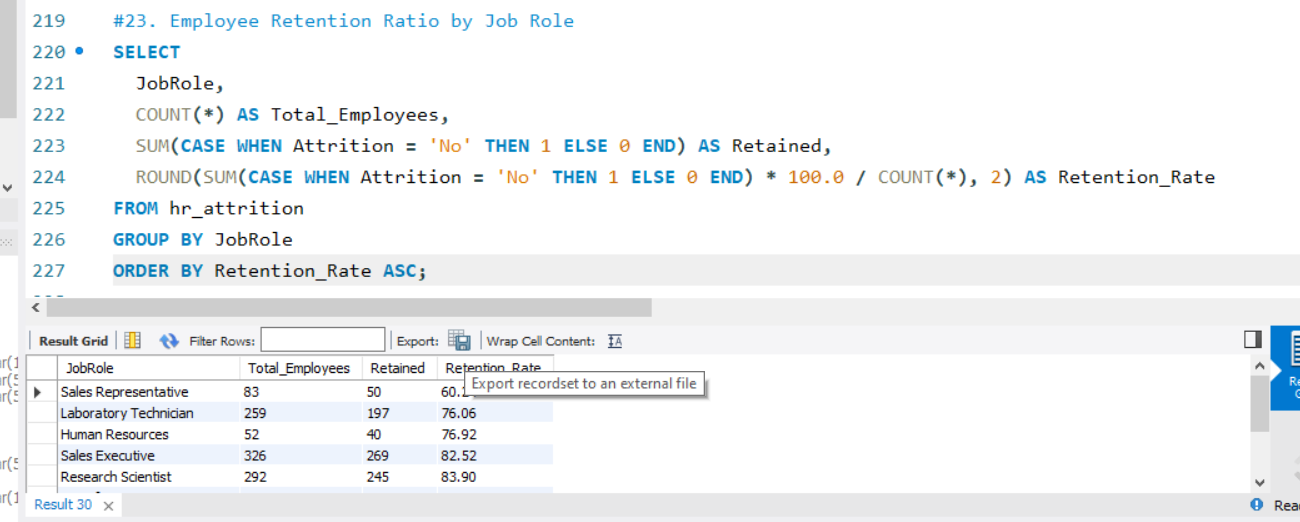 219 #23. Employee Retention Ratio by Job Role
220 SELECT
221 JobRole,
222 COUNT(*) AS Total_Employees,
223 SUM(CASE WHEN Attrition = 'No' THEN 1 ELSE 0 END) AS Retained,
224 ROUND(SUM(CASE WHEN Attrition = 'No' THEN 1 ELSE 0 END) * 100.0 / COUNT(*), 2) AS Retention_Rate
225 FROM hr_attrition
226 GROUP BY JobRole
227 ORDER BY Retention_Rate ASC;
Result Grid Filter Rows: Export: Wrap Cell Content:
JobRole Total_Employees Retained Retention_Rate
Export recordset to an external file
Sales Representative 83 50
Laboratory Technician 259 197 76.06
Human Resources 52 40 76.92
Sales Executive 326 269 82.52
Research Scientist 292 245 83.90
Result 30